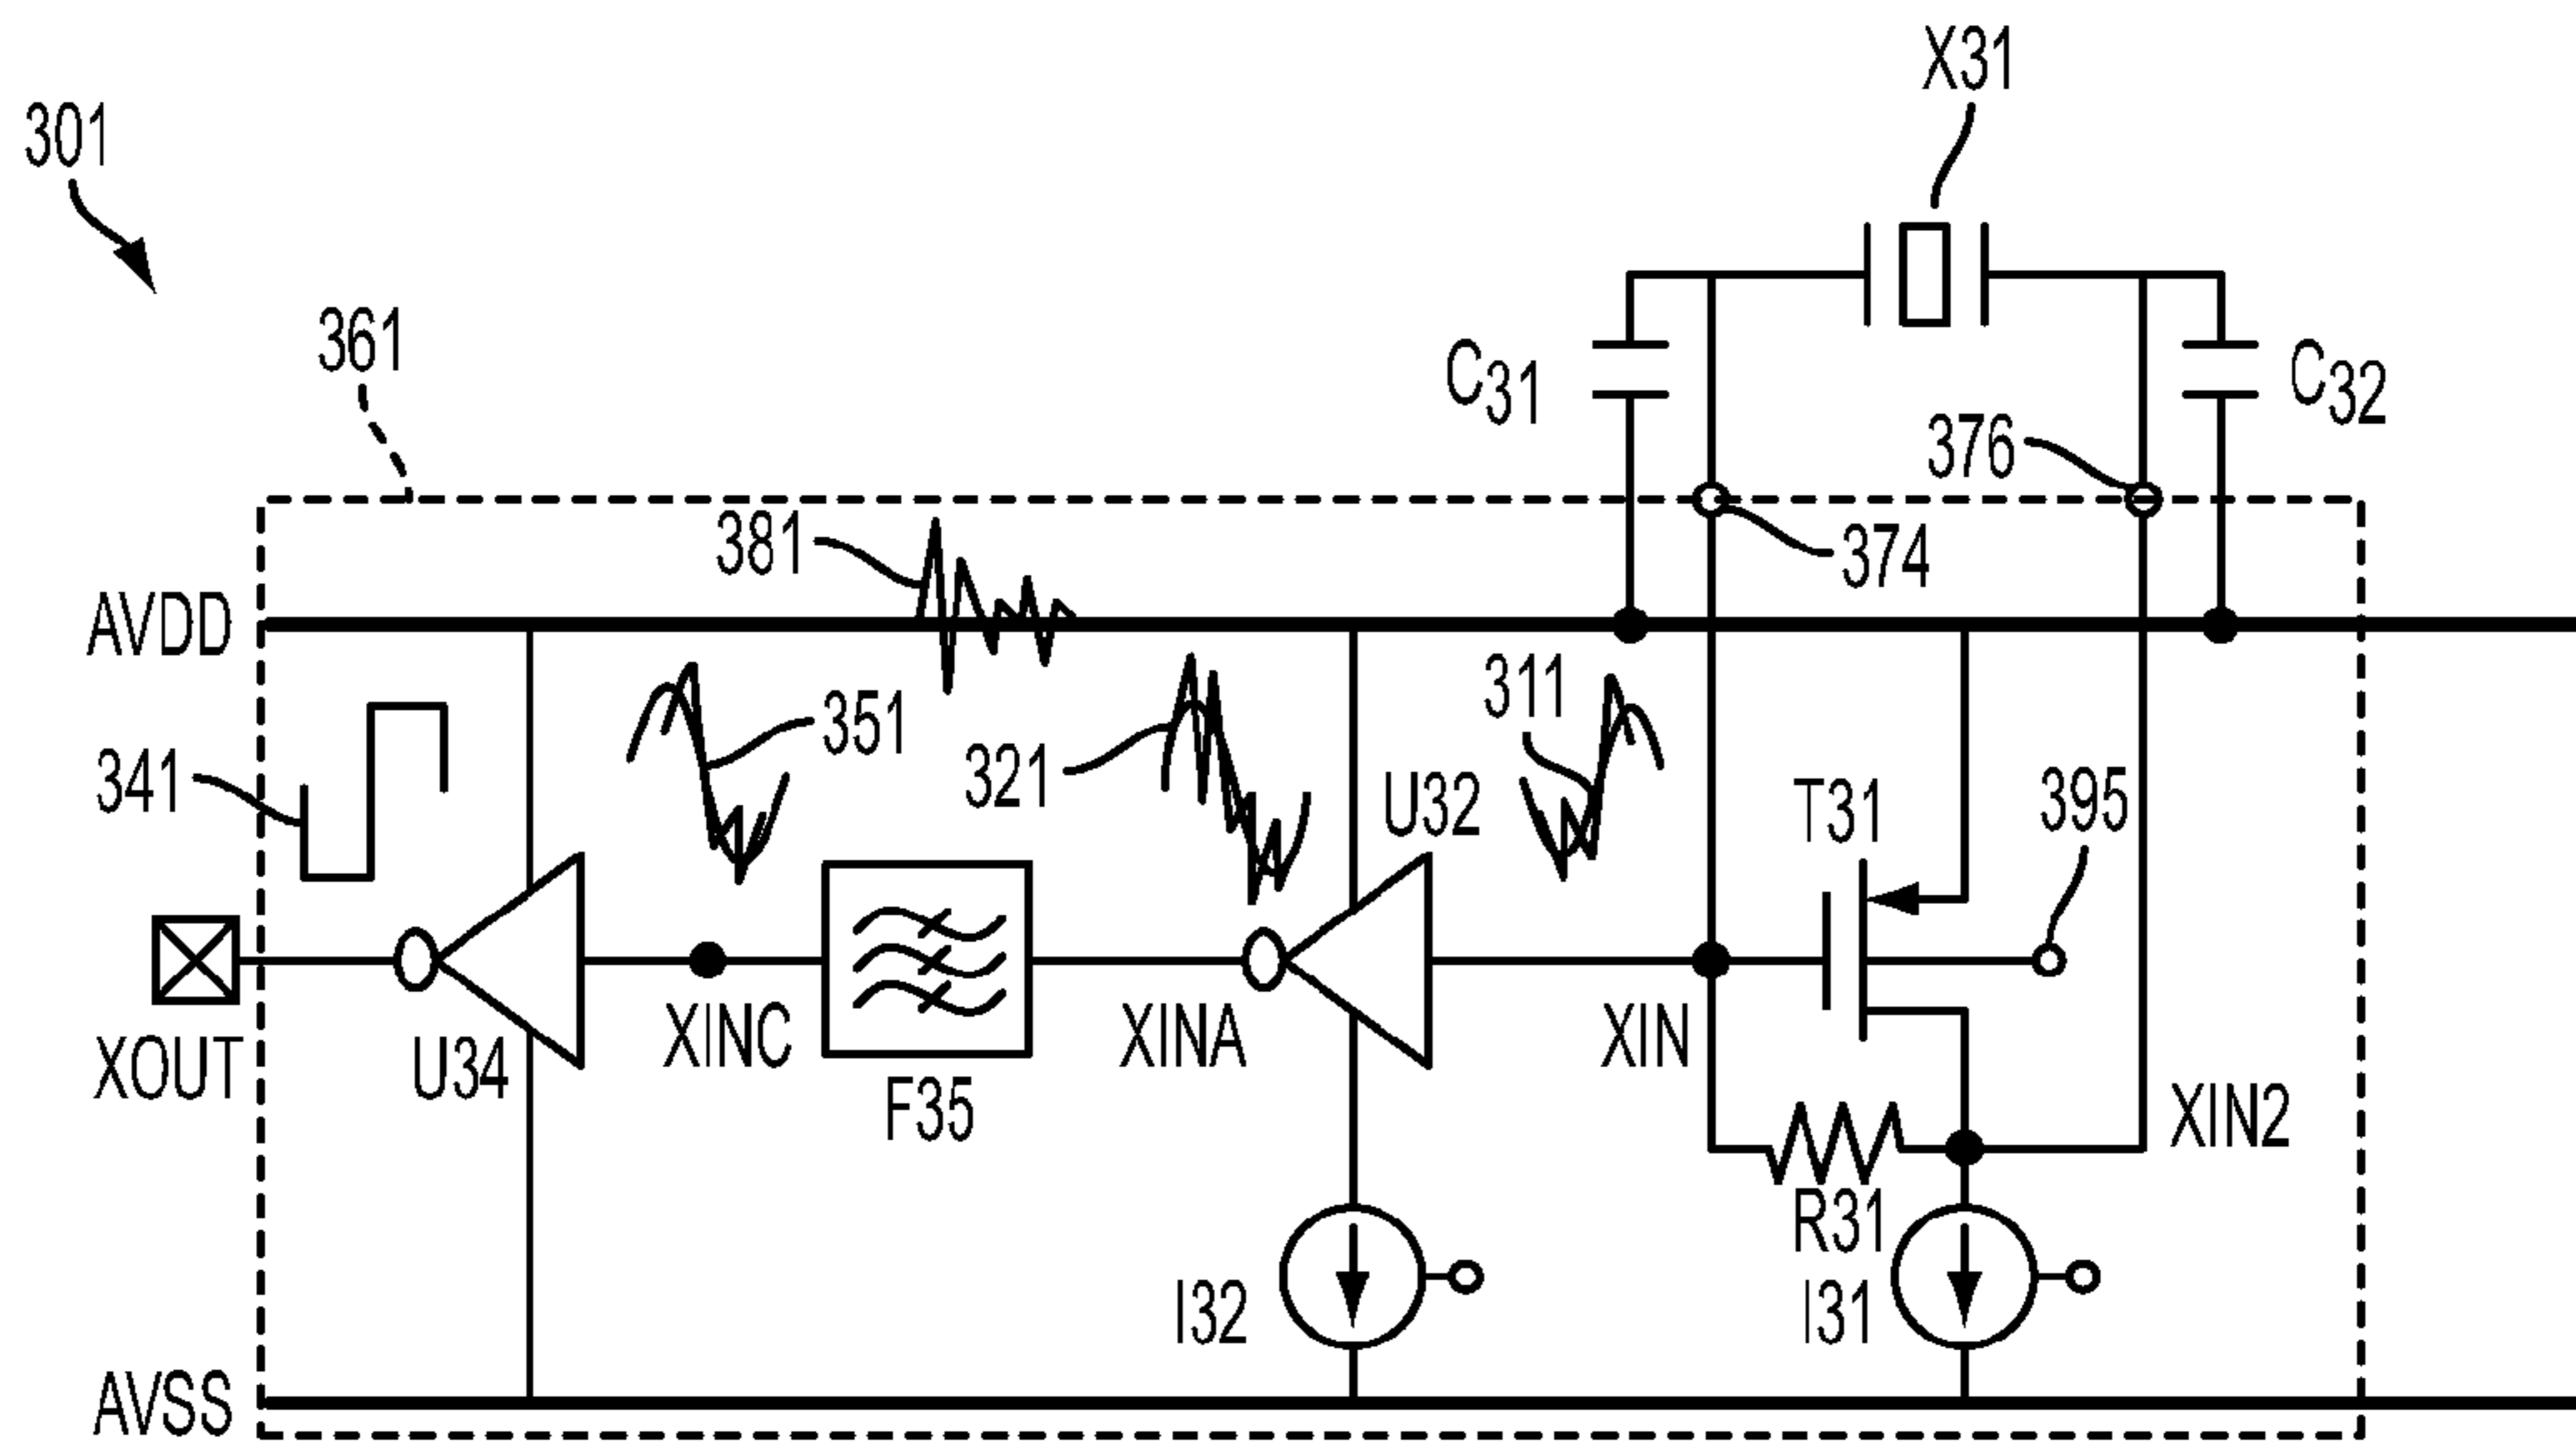 X31
301
361
C31
C32
376
374
381
AVDD
351
311
321
341
U32
T31
395
XOUT
U34
XINC
F35
XINA
XIN
XIN2
R31
I32
I31
AVSS